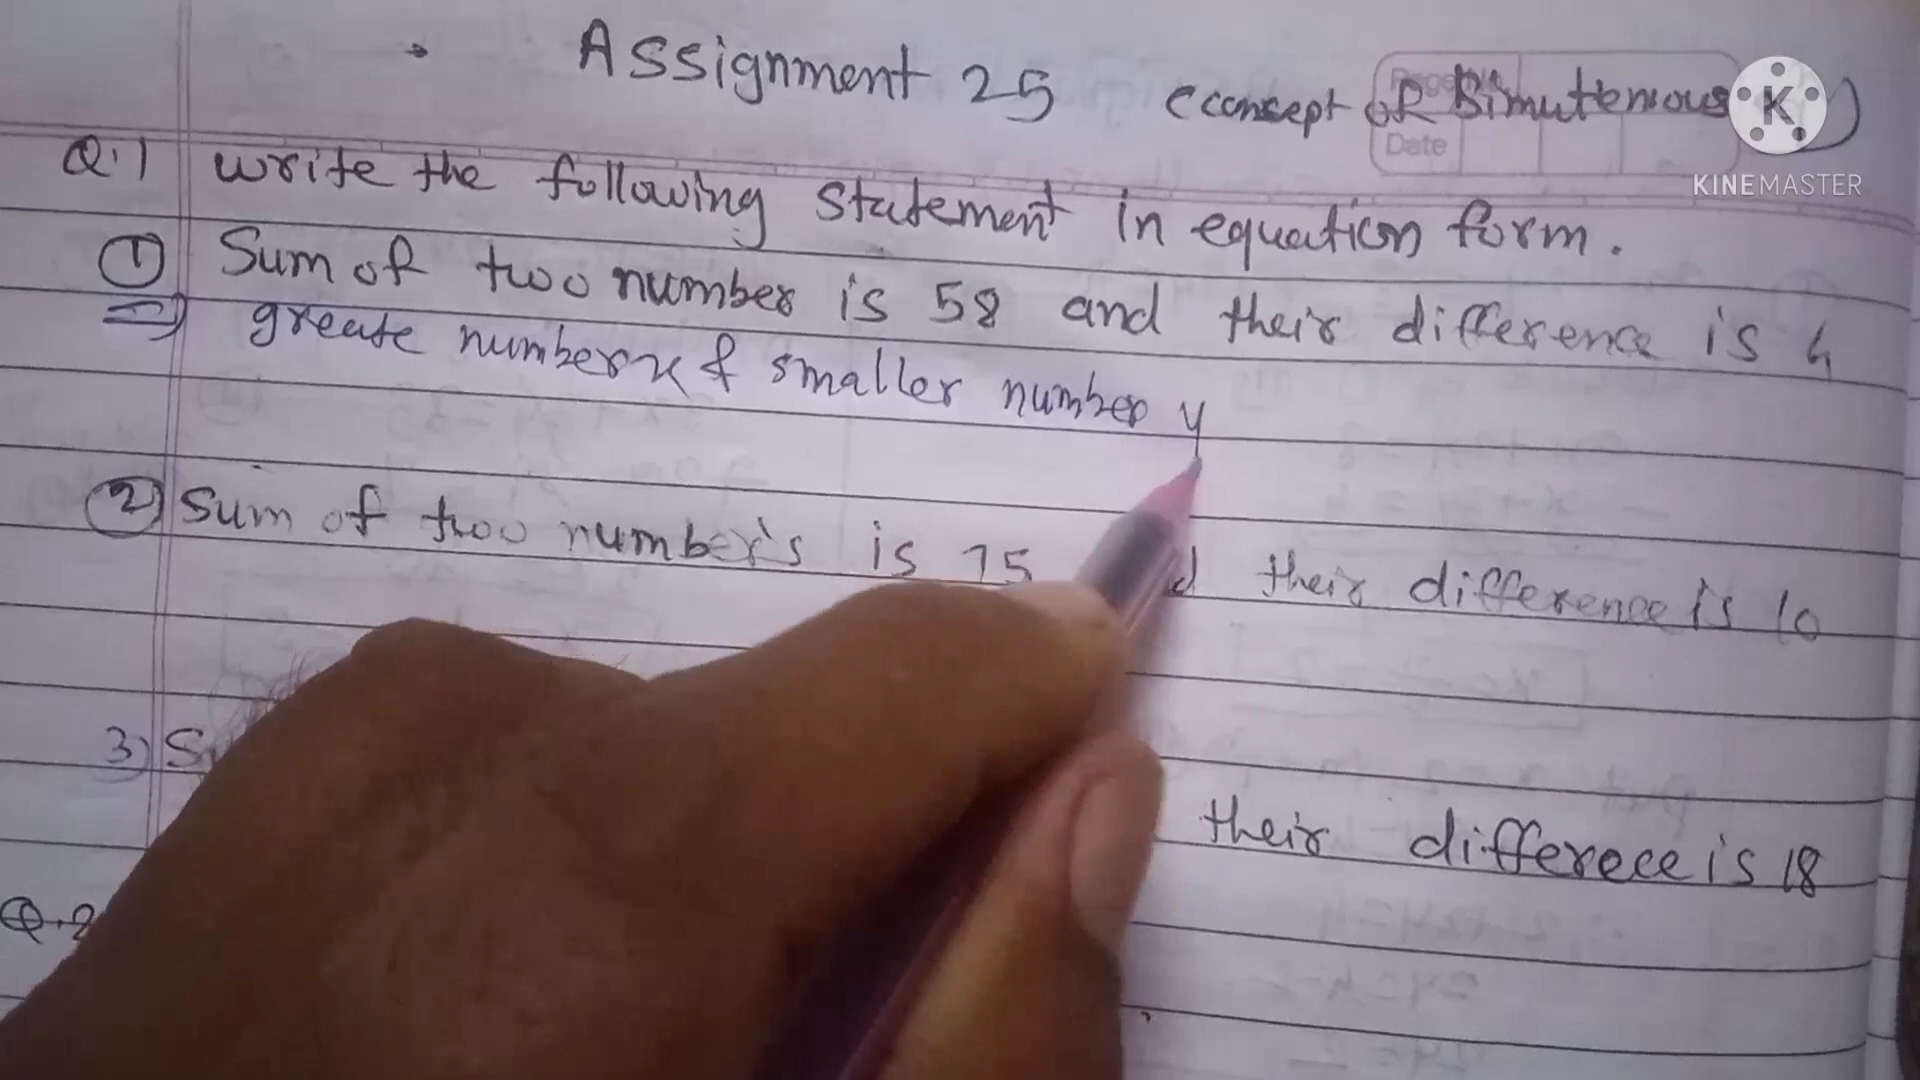 Assignment 25 (concept of Simuttenious)
Page No.
Date
KINEMASTER
Q.1 Write the following Statement in equation form.
① Sum of two number is 58 and their difference is 4
=> greate number x & smaller number y
② Sum of two number's is 75 their difference is 10
3) their differece is 18
Q.2